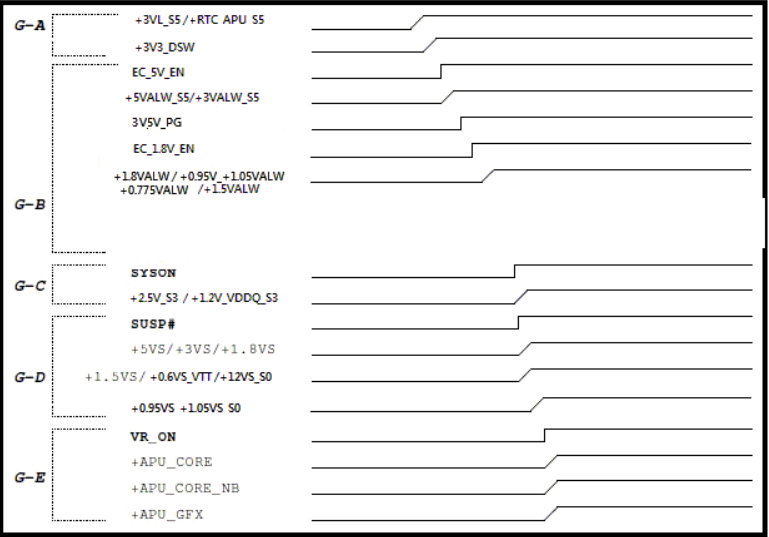 G-A
+3VL_S5/+RTC APU S5
+3V3_DSW
EC_5V_EN
+5VALW_S5/+3VALW_S5
3V5V_PG
EC_1.8V_EN
+1.8VALW/ +0.95V_+1.05VALW
+0.775VALW /+1.5VALW
G-B
SYSON
G-C
+2.5V_S3 / +1.2V_VDDQ_S3
SUSP#
+5VS/+3VS/+1.8VS
G-D
+1.5VS/ +0.6VS_VTT/+12VS_S0
+0.95VS +1.05VS S0
VR_ON
+APU_CORE
G-E
+APU_CORE_NB
+APU_GFX